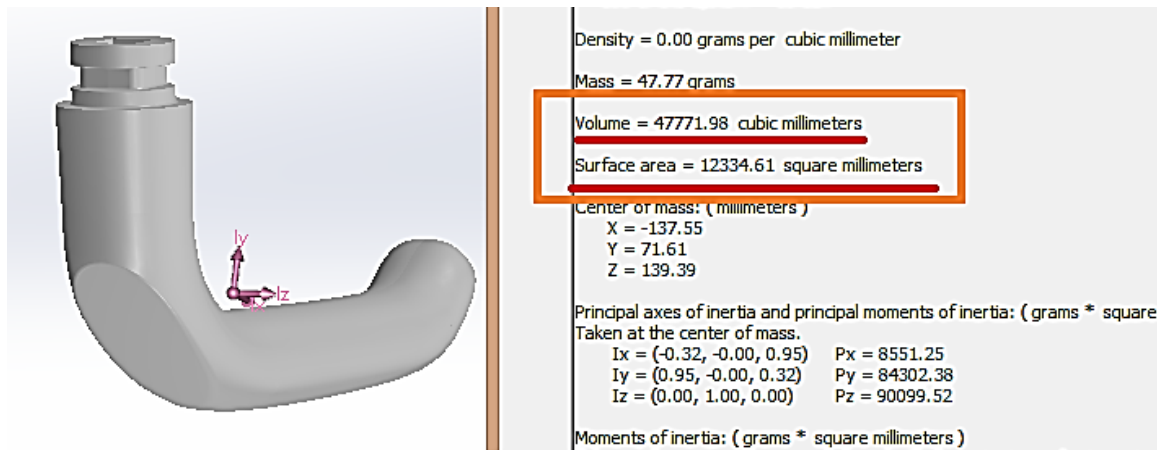 Density = 0.00 grams per cubic millimeter
Mass = 47.77 grams
Volume = 47771.98 cubic millimeters
Surface area = 12334.61 square millimeters
Center of mass: ( millimeters )
X = -137.55
Y = 71.61
Z = 139.39
Principal axes of inertia and principal moments of inertia: ( grams * square
Taken at the center of mass.
Ix = (-0.32, -0.00, 0.95) Px = 8551.25
Iy = (0.95, -0.00, 0.32) Py = 84302.38
Iz = (0.00, 1.00, 0.00) Pz = 90099.52
Moments of inertia: ( grams * square millimeters )
Iy
Iz